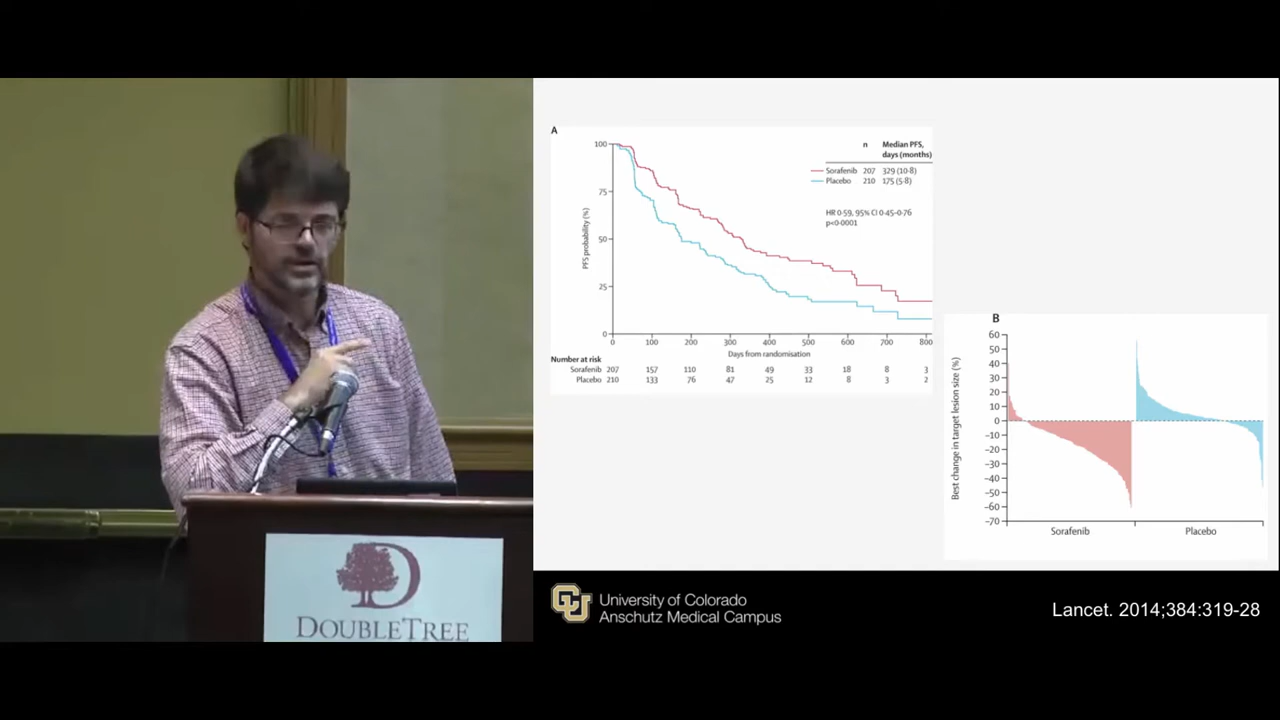 DOUBLETREE
A
n Median PFS, days (months)
Sorafenib 207 329 (10·8)
Placebo 210 175 (5·8)
HR 0·59, 95% CI 0·45–0·76
p<0·0001
PFS probability (%)
100
75
50
25
0
0 100 200 300 400 500 600 700 800
Days from randomisation
Number at risk
Sorafenib 207 157 110 81 49 33 18 8 3
Placebo 210 133 76 47 25 12 8 3 2
B
Best change in target lesion size (%)
60
50
40
30
20
10
0
–10
–20
–30
–40
–50
–60
–70
Sorafenib Placebo
CU
University of Colorado
Anschutz Medical Campus
Lancet. 2014;384:319-28